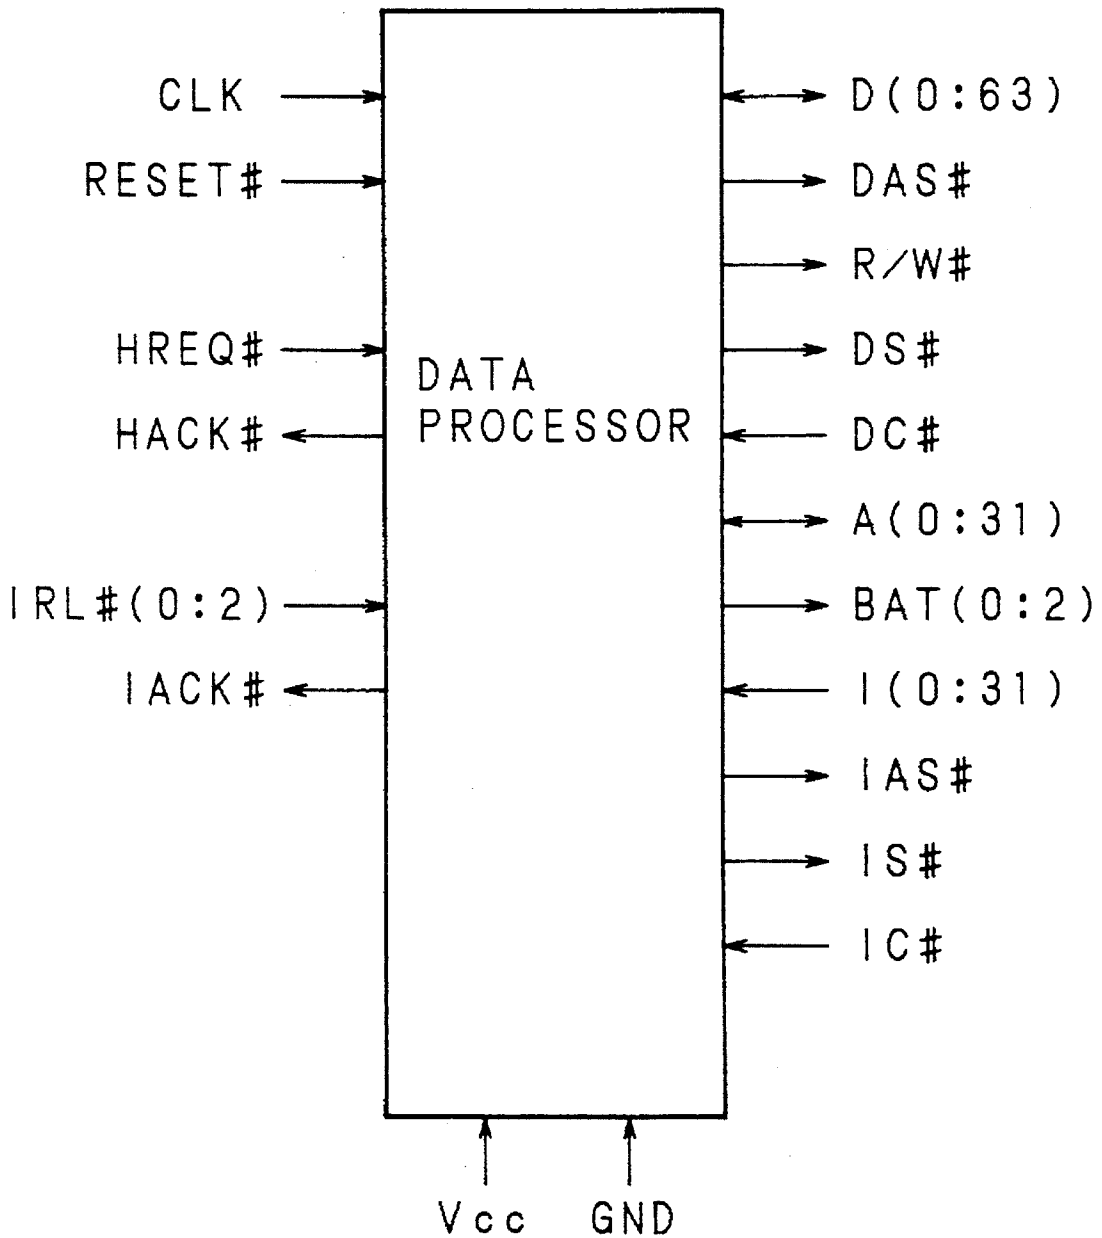 CLK
RESET#
HREQ#
HACK#
IRL#(0:2)
IACK#
DATA
PROCESSOR
D(0:63)
DAS#
R/W#
DS#
DC#
A(0:31)
BAT(0:2)
I(0:31)
IAS#
IS#
IC#
Vcc
GND